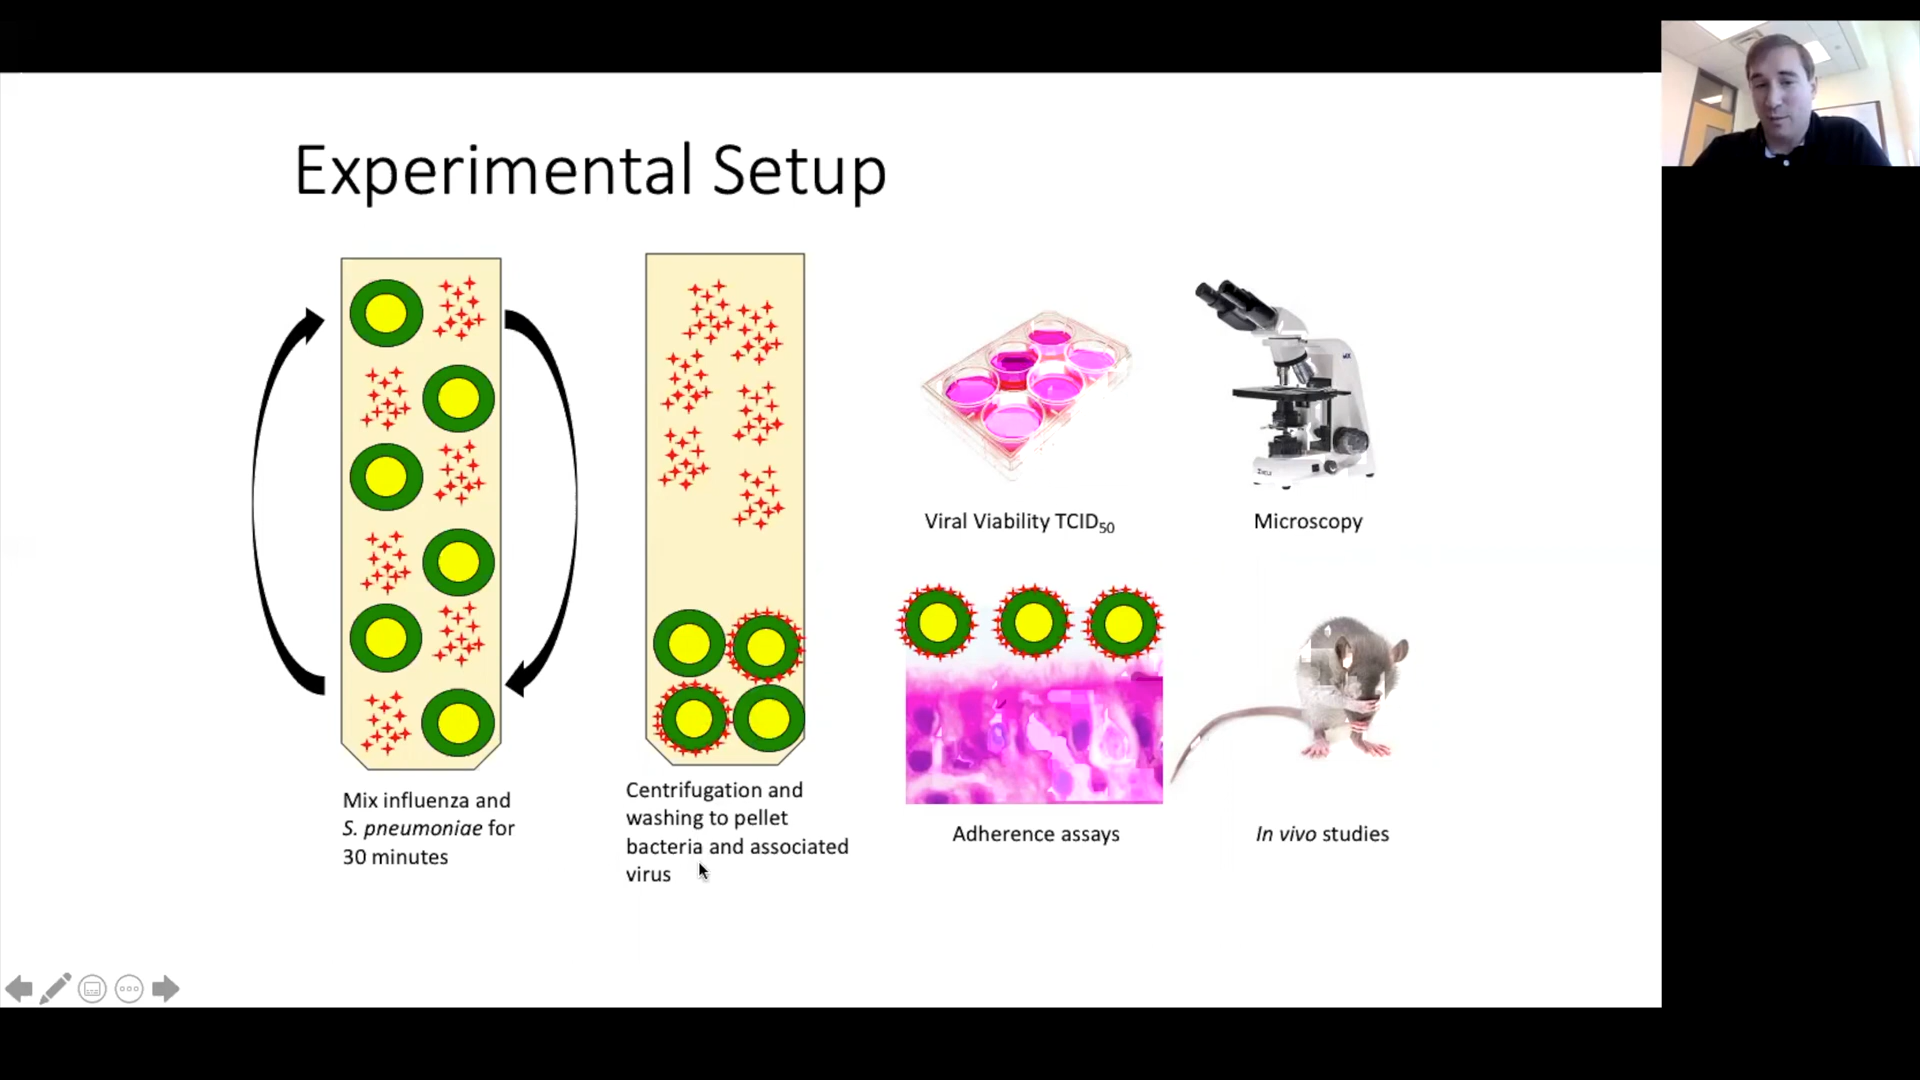 Experimental Setup
Mix influenza and
S. pneumoniae for
30 minutes
Centrifugation and
washing to pellet
bacteria and associated
virus
Viral Viability TCID50
Microscopy
Adherence assays
In vivo studies